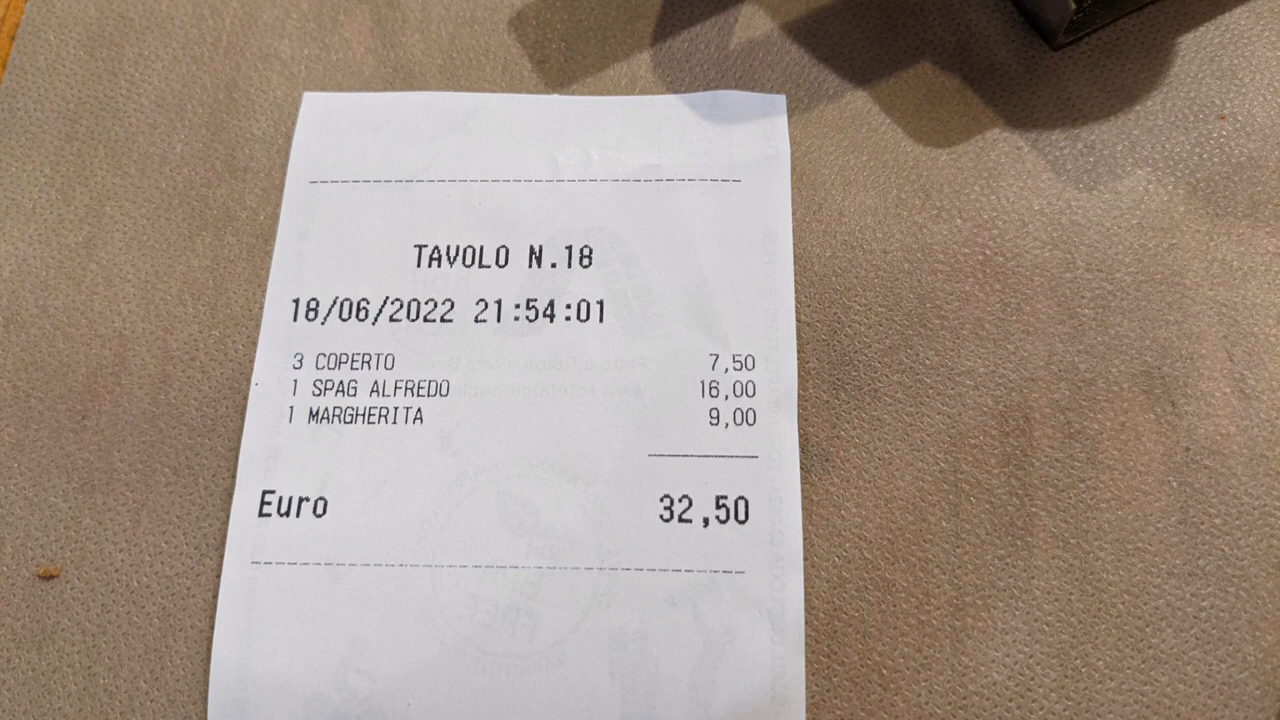 TAVOLO N.18
18/06/2022 21:54:01
3 COPERTO 7,50
1 SPAG ALFREDO 16,00
1 MARGHERITA 9,00
Euro 32,50